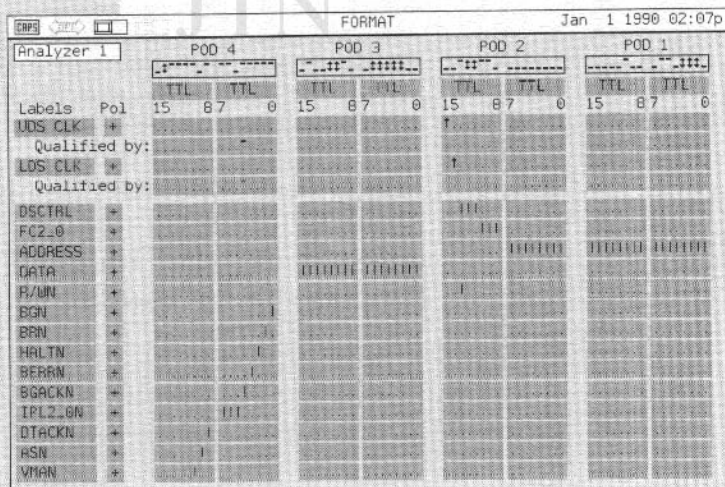 CAPS OPT FORMAT Jan 1 1990 02:07p
Analyzer 1 POD 4 POD 3 POD 2 POD 1
TTL TTL TTL TTL TTL TTL TTL TTL
Labels Pol 15 8 7 0 15 8 7 0 15 8 7 0 15 8 7 0
UDS CLK +
Qualified by:
LDS CLK +
Qualified by:
DSCTRL +
FC2_0 +
ADDRESS +
DATA +
R/WN +
BGN +
BRN +
HALTN +
BERRN +
BGACKN +
IPL2_0N +
DTACKN +
ASN +
VMAN +